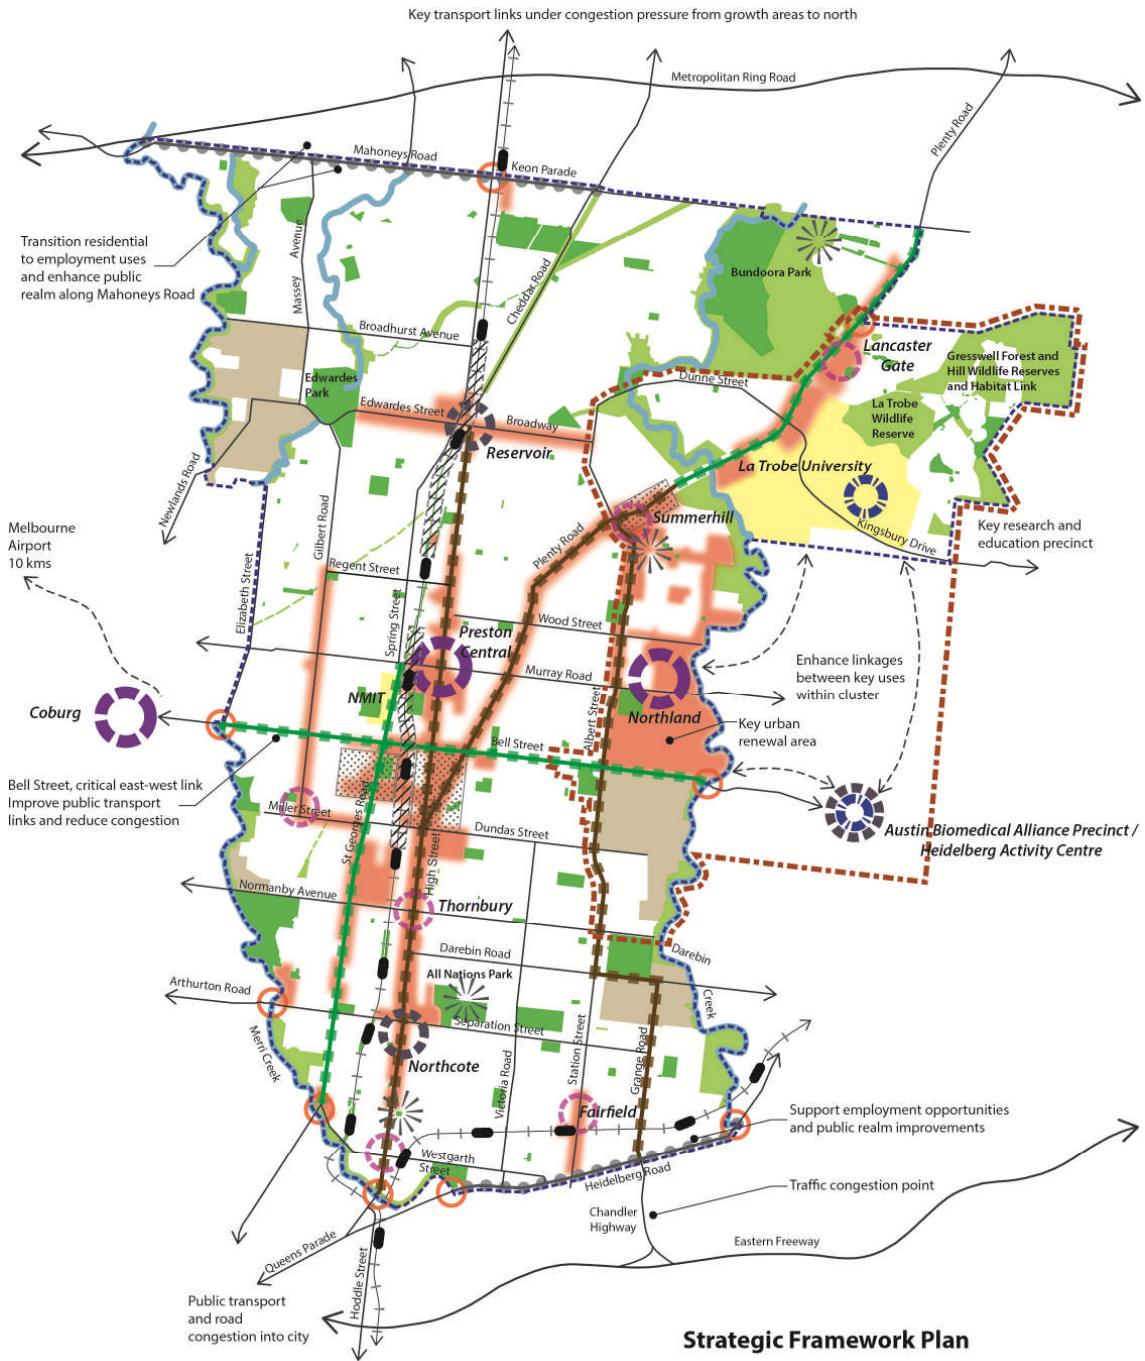 Key transport links under congestion pressure from growth areas to north
Metropolitan Ring Road
Plenty Road
Mahoneys Road
Keon Parade
Transition residential
to employment uses
and enhance public
realm along Mahoneys Road
Massey Avenue
Cheddar Road
Bundoora Park
Broadhurst Avenue
Lancaster
Gate
Gresswell Forest and
Hill Wildlife Reserves
and Habitat Link
Edwardes
Park
Dunne Street
Edwardes Street
Broadway
La Trobe
Wildlife
Reserve
Reservoir
La Trobe University
Newlands Road
Gilbert Road
Summerhill
Kingsbury Drive
Key research and
education precinct
Melbourne
Airport
10 kms
Plenty Road
Regent Street
Elizabeth Street
Spring Street
Wood Street
Preston
Central
Murray Road
Enhance linkages
between key uses
within cluster
NMIT
Coburg
Northland
Albert Street
Key urban
renewal area
Bell Street
Bell Street, critical east-west link
Improve public transport
links and reduce congestion
Miller Street
St Georges Road
High Street
Dundas Street
Austin Biomedical Alliance Precinct /
Heidelberg Activity Centre
Normanby Avenue
Thornbury
Darebin Road
Darebin
Creek
All Nations Park
Arthurton Road
Separation Street
Merri Creek
Northcote
Victoria Road
Station Street
Grange Road
Fairfield
Support employment opportunities
and public realm improvements
Westgarth
Street
Heidelberg Road
Traffic congestion point
Chandler
Highway
Eastern Freeway
Queens Parade
Hoddle Street
Public transport
and road
congestion into city
Strategic Framework Plan